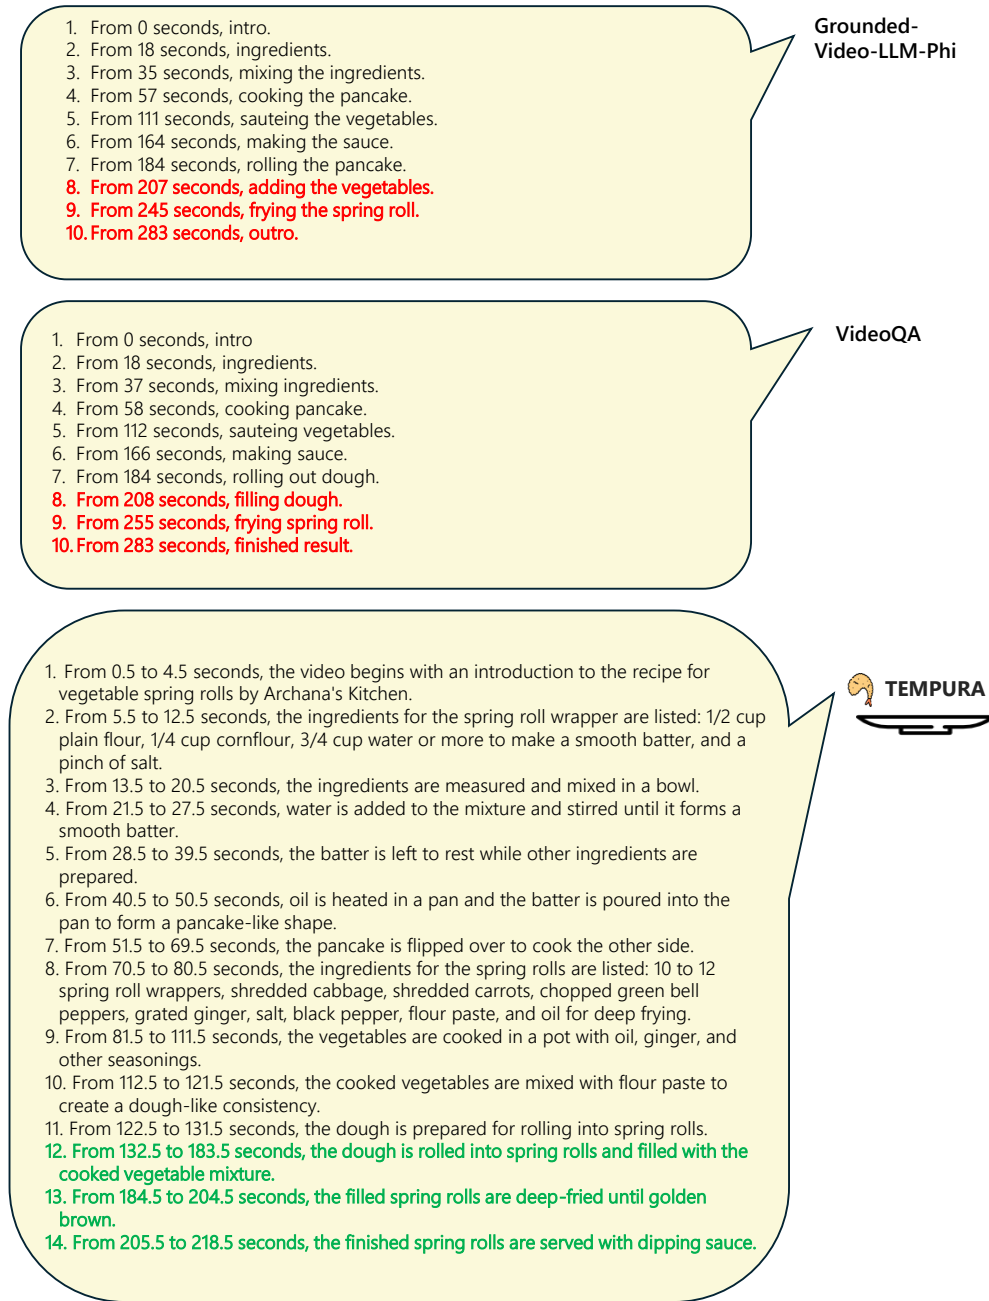 1. From 0 seconds, intro.
2. From 18 seconds, ingredients.
3. From 35 seconds, mixing the ingredients.
4. From 57 seconds, cooking the pancake.
5. From 111 seconds, sauteing the vegetables.
6. From 164 seconds, making the sauce.
7. From 184 seconds, rolling the pancake.
8. From 207 seconds, adding the vegetables.
9. From 245 seconds, frying the spring roll.
10. From 283 seconds, outro.
Grounded-
Video-LLM-Phi
1. From 0 seconds, intro
2. From 18 seconds, ingredients.
3. From 37 seconds, mixing ingredients.
4. From 58 seconds, cooking pancake.
5. From 112 seconds, sauteing vegetables.
6. From 166 seconds, making sauce.
7. From 184 seconds, rolling out dough.
8. From 208 seconds, filling dough.
9. From 255 seconds, frying spring roll.
10. From 283 seconds, finished result.
VideoQA
1. From 0.5 to 4.5 seconds, the video begins with an introduction to the recipe for
vegetable spring rolls by Archana's Kitchen.
2. From 5.5 to 12.5 seconds, the ingredients for the spring roll wrapper are listed: 1/2 cup
plain flour, 1/4 cup cornflour, 3/4 cup water or more to make a smooth batter, and a
pinch of salt.
3. From 13.5 to 20.5 seconds, the ingredients are measured and mixed in a bowl.
4. From 21.5 to 27.5 seconds, water is added to the mixture and stirred until it forms a
smooth batter.
5. From 28.5 to 39.5 seconds, the batter is left to rest while other ingredients are
prepared.
6. From 40.5 to 50.5 seconds, oil is heated in a pan and the batter is poured into the
pan to form a pancake-like shape.
7. From 51.5 to 69.5 seconds, the pancake is flipped over to cook the other side.
8. From 70.5 to 80.5 seconds, the ingredients for the spring rolls are listed: 10 to 12
spring roll wrappers, shredded cabbage, shredded carrots, chopped green bell
peppers, grated ginger, salt, black pepper, flour paste, and oil for deep frying.
9. From 81.5 to 111.5 seconds, the vegetables are cooked in a pot with oil, ginger, and
other seasonings.
10. From 112.5 to 121.5 seconds, the cooked vegetables are mixed with flour paste to
create a dough-like consistency.
11. From 122.5 to 131.5 seconds, the dough is prepared for rolling into spring rolls.
12. From 132.5 to 183.5 seconds, the dough is rolled into spring rolls and filled with the
cooked vegetable mixture.
13. From 184.5 to 204.5 seconds, the filled spring rolls are deep-fried until golden
brown.
14. From 205.5 to 218.5 seconds, the finished spring rolls are served with dipping sauce.
TEMPURA